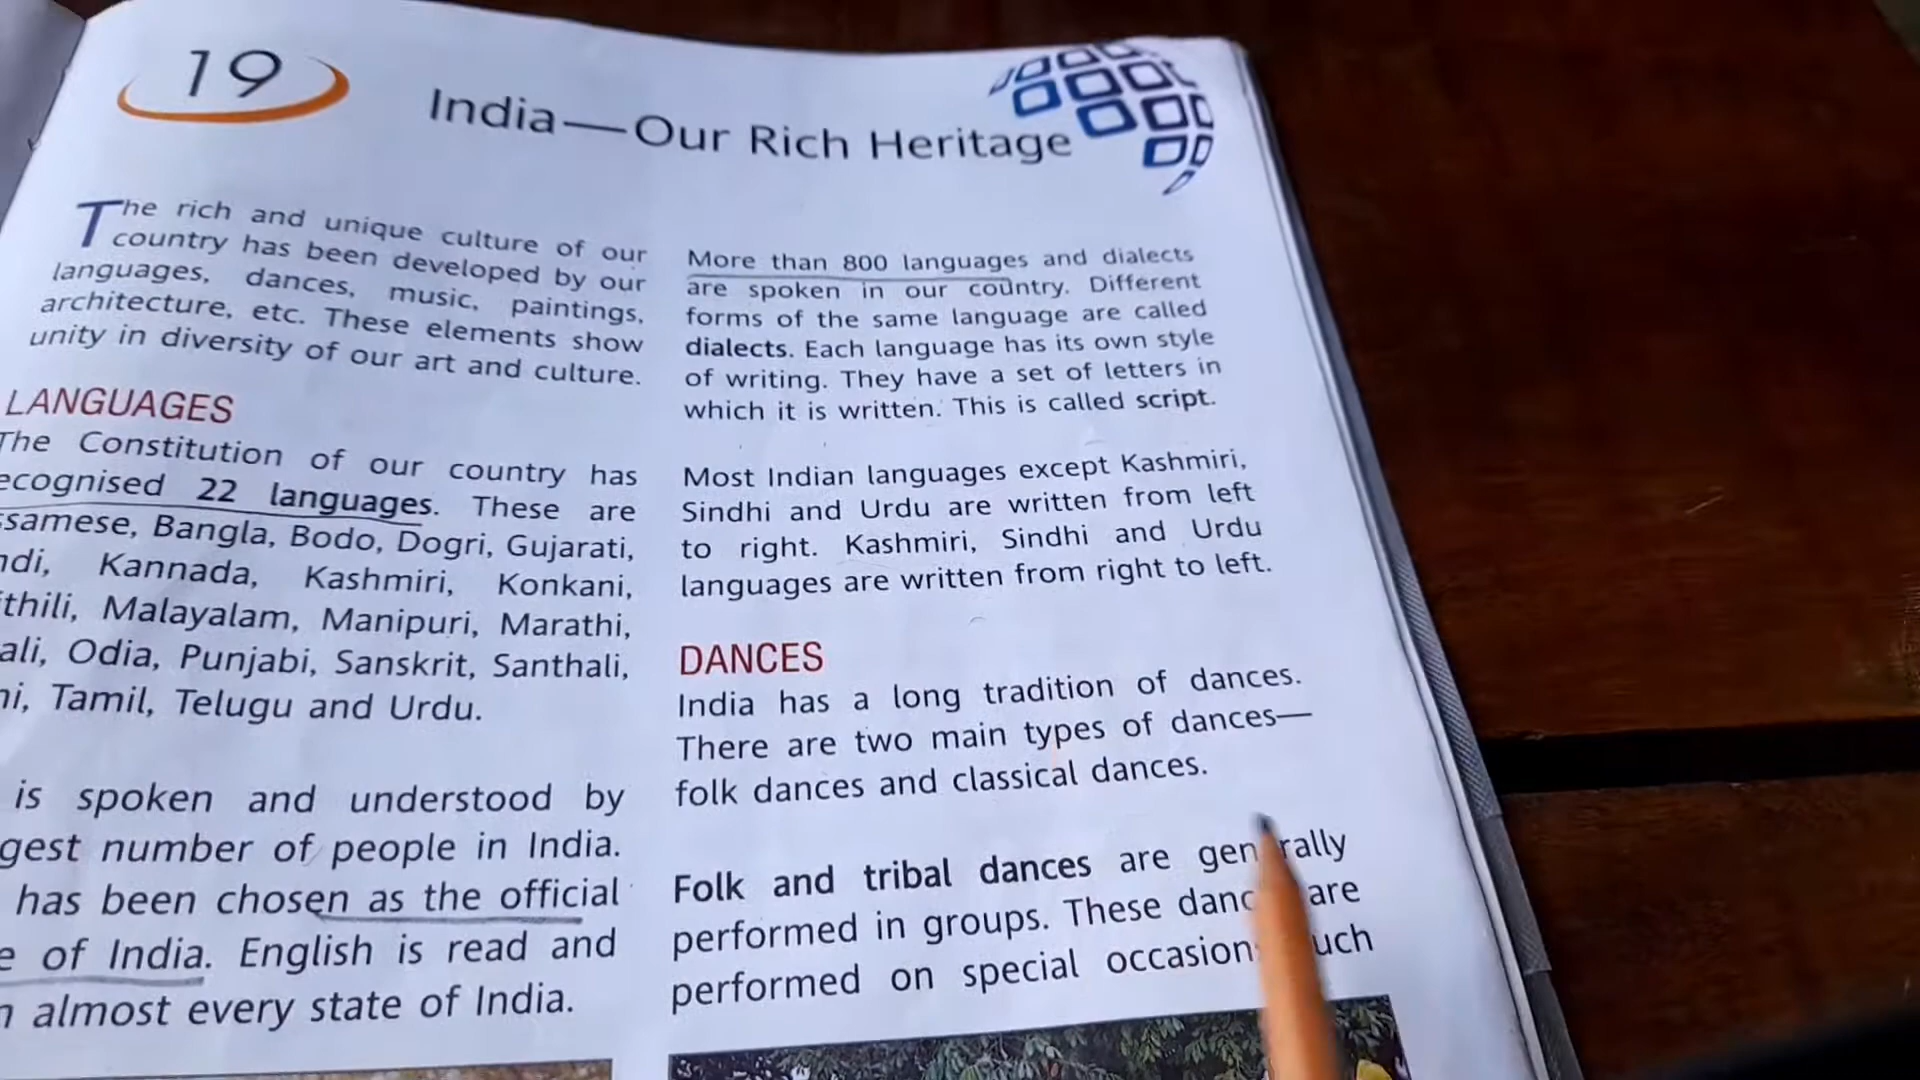 19
India—Our Rich Heritage
The rich and unique culture of our
country has been developed by our
languages, dances, music, paintings,
architecture, etc. These elements show
unity in diversity of our art and culture.
LANGUAGES
The Constitution of our country has
ecognised 22 languages. These are
ssamese, Bangla, Bodo, Dogri, Gujarati,
ndi, Kannada, Kashmiri, Konkani,
ithili, Malayalam, Manipuri, Marathi,
ali, Odia, Punjabi, Sanskrit, Santhali,
hi, Tamil, Telugu and Urdu.
is spoken and understood by
gest number of people in India.
has been chosen as the official
e of India. English is read and
n almost every state of India.
More than 800 languages and dialects
are spoken in our country. Different
forms of the same language are called
dialects. Each language has its own style
of writing. They have a set of letters in
which it is written. This is called script.
Most Indian languages except Kashmiri,
Sindhi and Urdu are written from left
to right. Kashmiri, Sindhi and Urdu
languages are written from right to left.
DANCES
India has a long tradition of dances.
There are two main types of dances—
folk dances and classical dances.
Folk and tribal dances are generally
performed in groups. These danc are
performed on special occasion uch